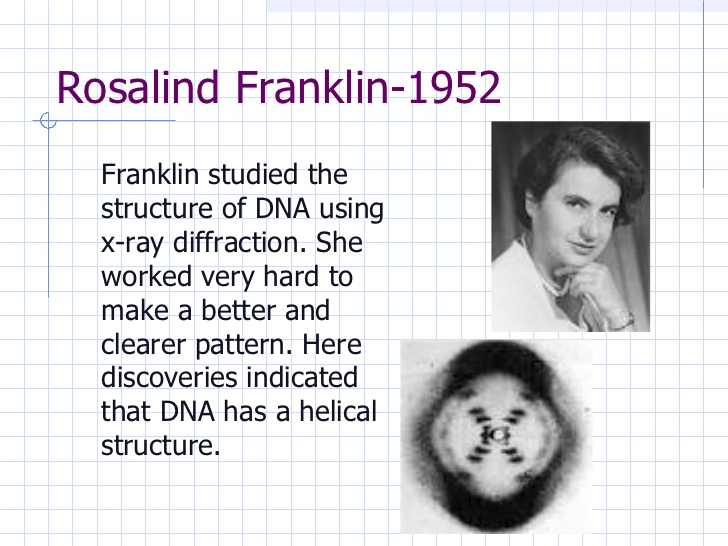 Rosalind Franklin-1952
Franklin studied the
structure of DNA using
x-ray diffraction. She
worked very hard to
make a better and
clearer pattern. Here
discoveries indicated
that DNA has a helical
structure.